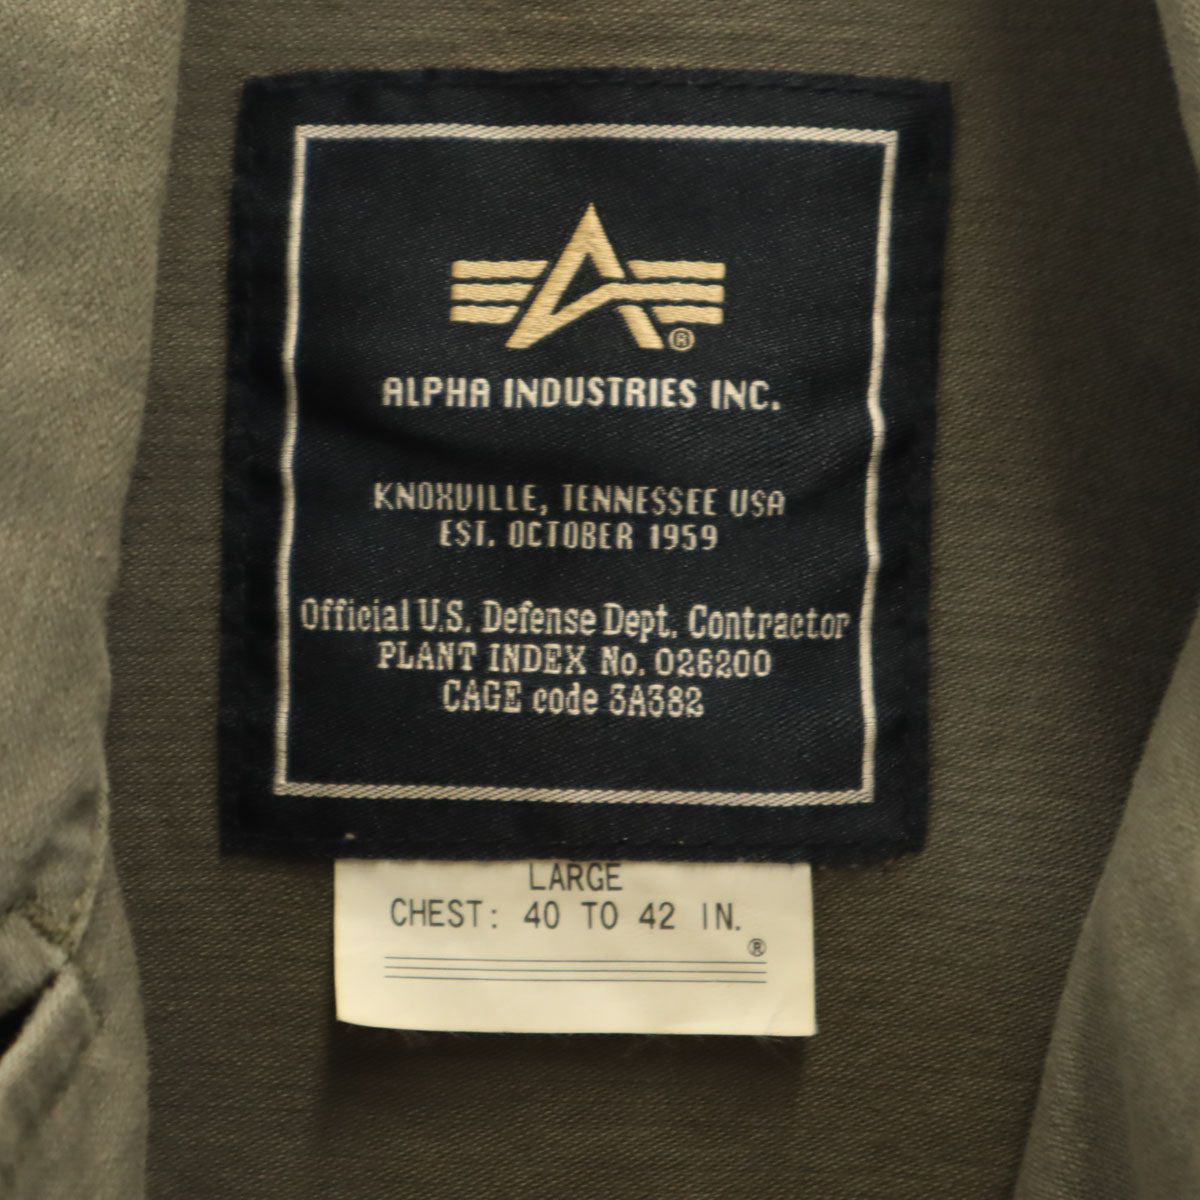 ®
ALPHA INDUSTRIES INC.
KNOXVILLE, TENNESSEE USA
EST. OCTOBER 1959
Official U.S. Defense Dept. Contractor
PLANT INDEX No. 026200
CAGE code 3A382
LARGE
CHEST: 40 TO 42 IN.
®